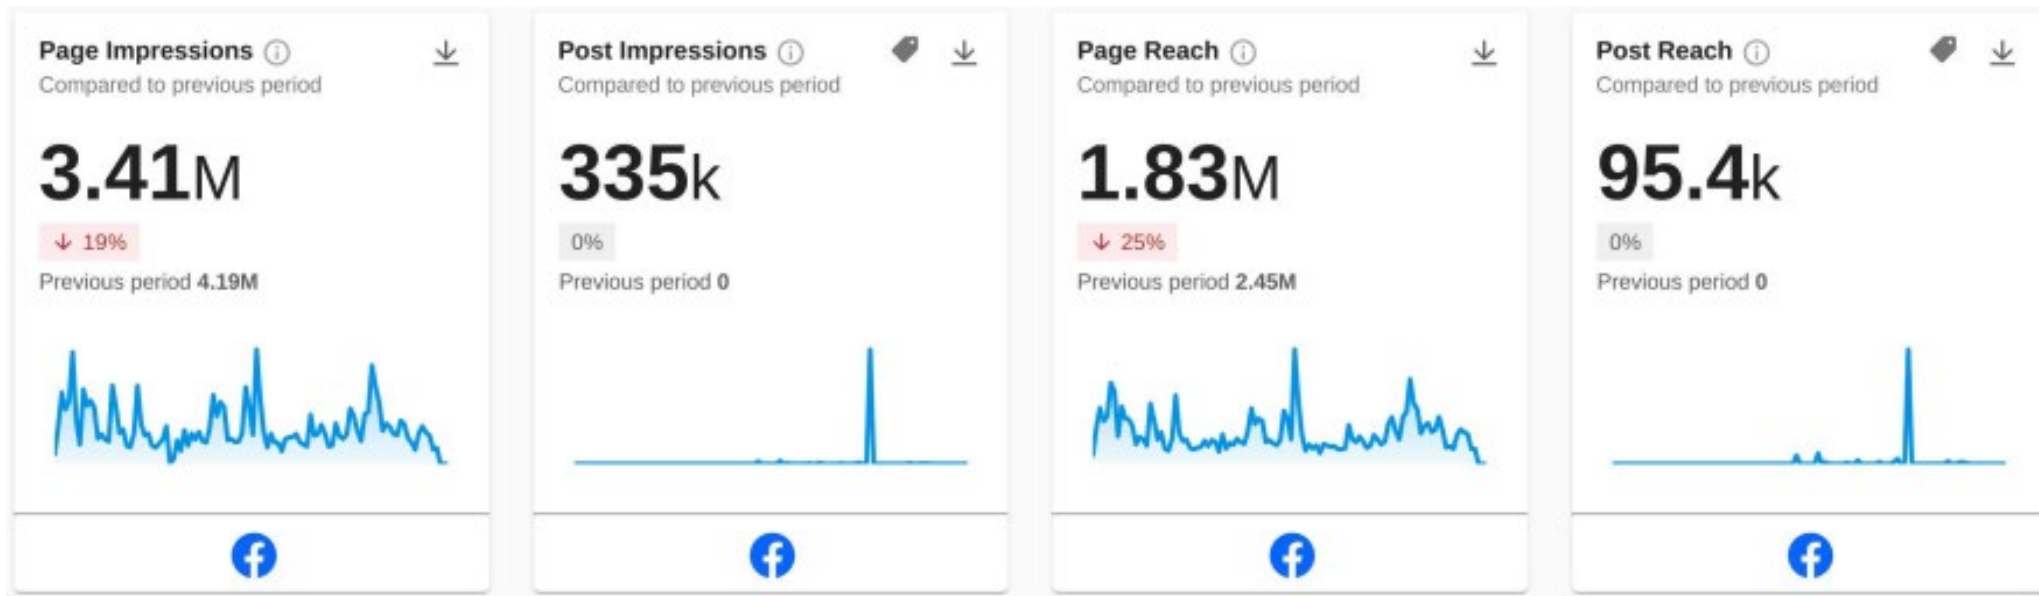 Page Impressions
Compared to previous period
3.41M
19%
Previous period 4.19M
Post Impressions
Compared to previous period
335k
0%
Previous period 0
Page Reach
Compared to previous period
1.83M
25%
Previous period 2.45M
Post Reach
Compared to previous period
95.4k
0%
Previous period 0